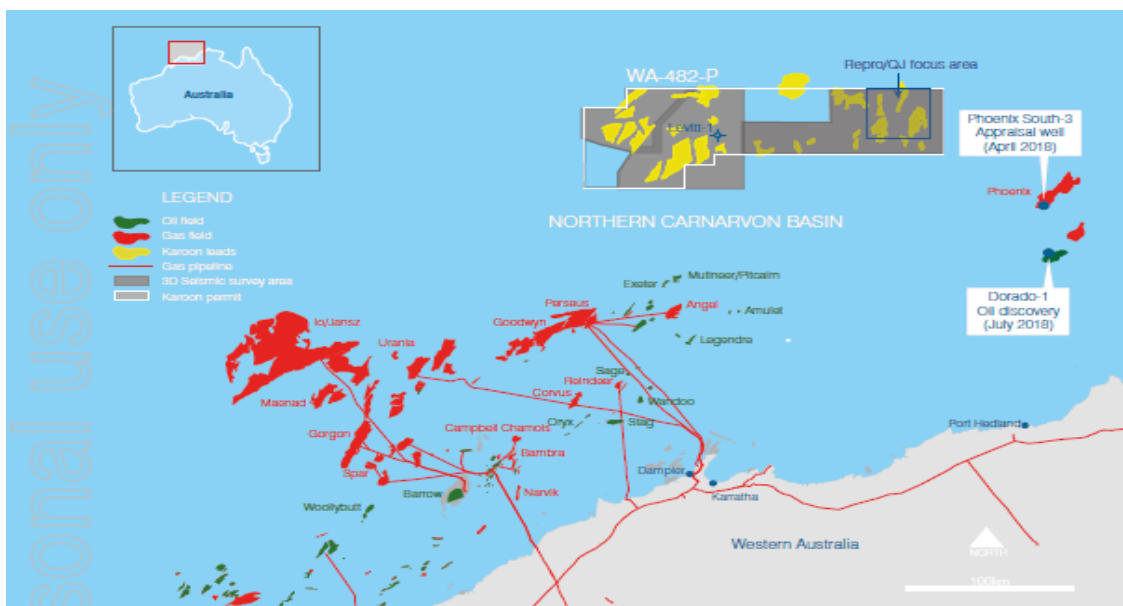 sonal use only
Australia
WA-482-P
Repro/QJ focus area
Levitt-1
Phoenix South-3
Appraisal well
(April 2018)
Phoenix
LEGEND
Oil field
Gas field
Karoon leads
Gas pipeline
3D Seismic survey area
Karoon permit
NORTHERN CARNARVON BASIN
Dorado-1
Oil discovery
(July 2018)
Mutineer/Pitcairn
Exeter
Perseus
Angel
Amulet
Io/Jansz
Goodwyn
Urania
Legendre
Sage
Reindeer
Maenad
Corvus
Wandoo
Oryx
Stag
Gorgon
Campbell Chamois
Port Hedland
Bambra
Spar
Dampier
Barrow
Narvik
Karratha
Woollybutt
Western Australia
NORTH
100km